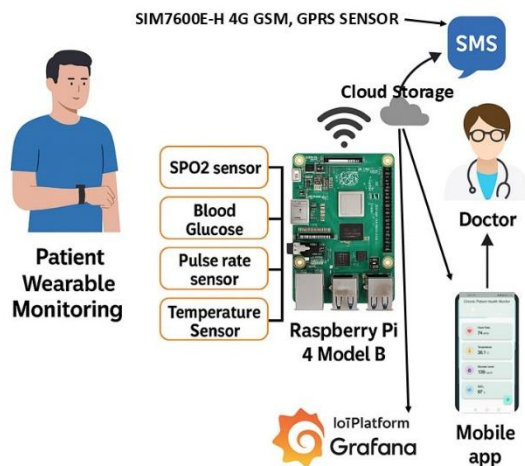 SIM7600E-H 4G GSM, GPRS SENSOR
SMS
Cloud Storage
SPO2 sensor
Blood
Glucose
Pulse rate
sensor
Temperature
Sensor
Patient
Wearable
Monitoring
Raspberry Pi
4 Model B
Doctor
IoTPlatform
Grafana
Mobile
app